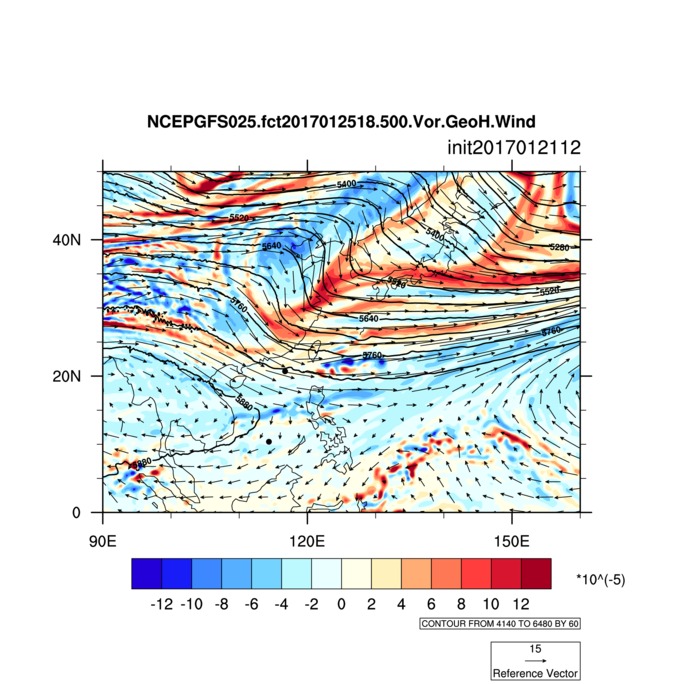 NCEPGFS025.fct2017012518.500.Vor.GeoH.Wind
init2017012112
5400
5520
5640
5400
5280
40N
5760
5520
5520
5640
5760
5760
20N
5880
5880
0
90E 120E 150E
-12 -10 -8 -6 -4 -2 0 2 4 6 8 10 12
*10^(-5)
CONTOUR FROM 4140 TO 6480 BY 60
15
Reference Vector